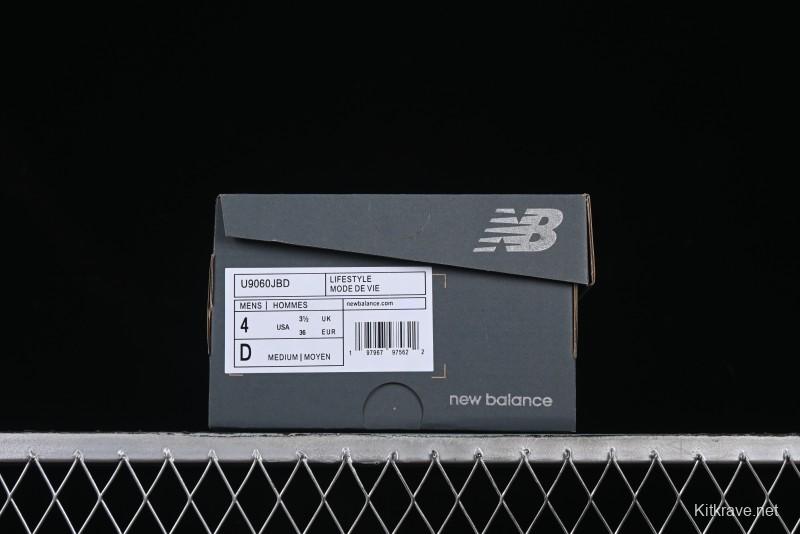 NB
U9060JBD
LIFESTYLE
MODE DE VIE
MENS | HOMMES
newbalance.com
4 USA 3½ UK
36 EUR
D MEDIUM | MOYEN
1 97967 97562 2
new balance
Kitkrave.net